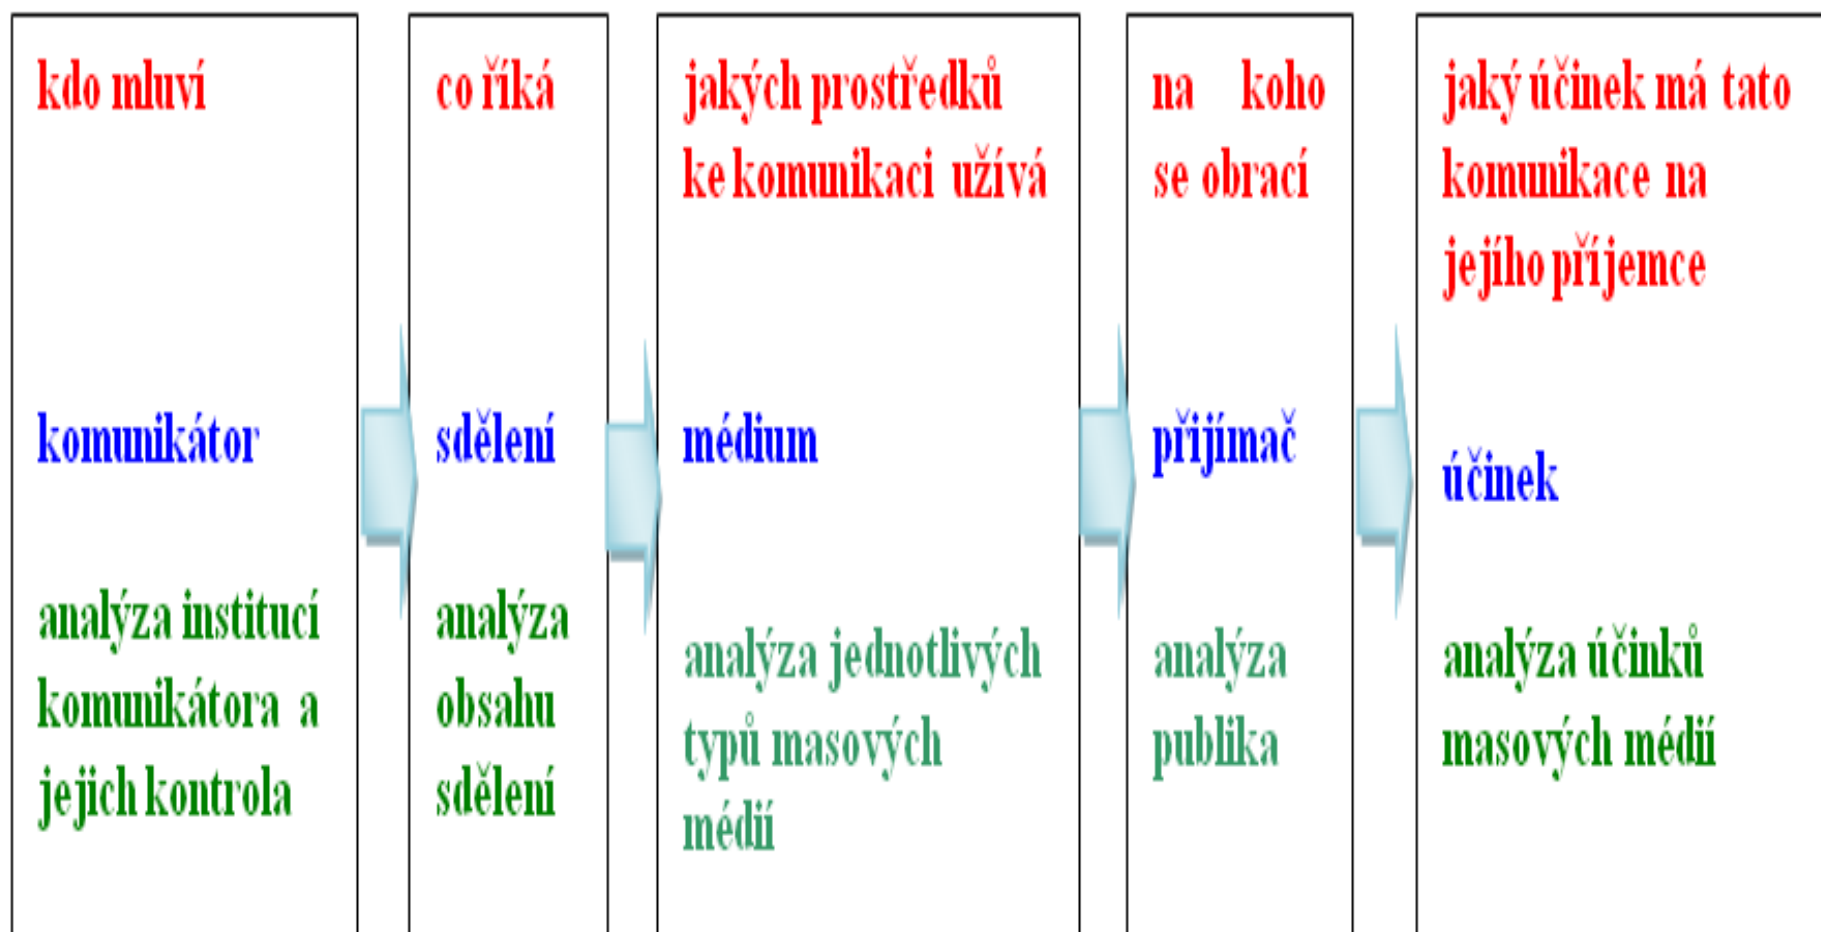 kdo mluví
komunikátor
analýza institucí
komunikátora a
jejich kontrola
co říká
sdělení
analýza
obsahu
sdělení
jakých prostředků
ke komunikaci užívá
médium
analýza jednotlivých
typů masových
médií
na koho
se obrací
přijímač
analýza
publika
jaký účinek má tato
komunikace na
jejího příjemce
účinek
analýza účinků
masových médií